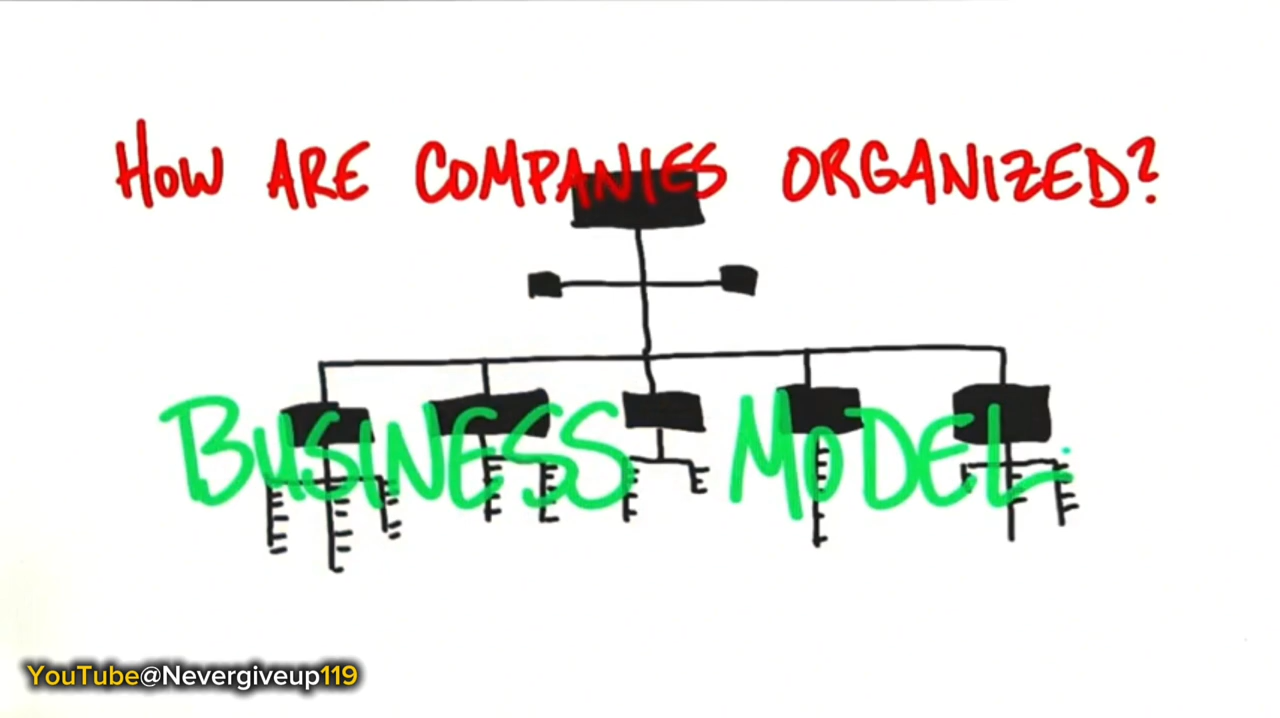 HOW ARE COMPANIES ORGANIZED?
BUSINESS MODEL.
YouTube@Nevergiveup119